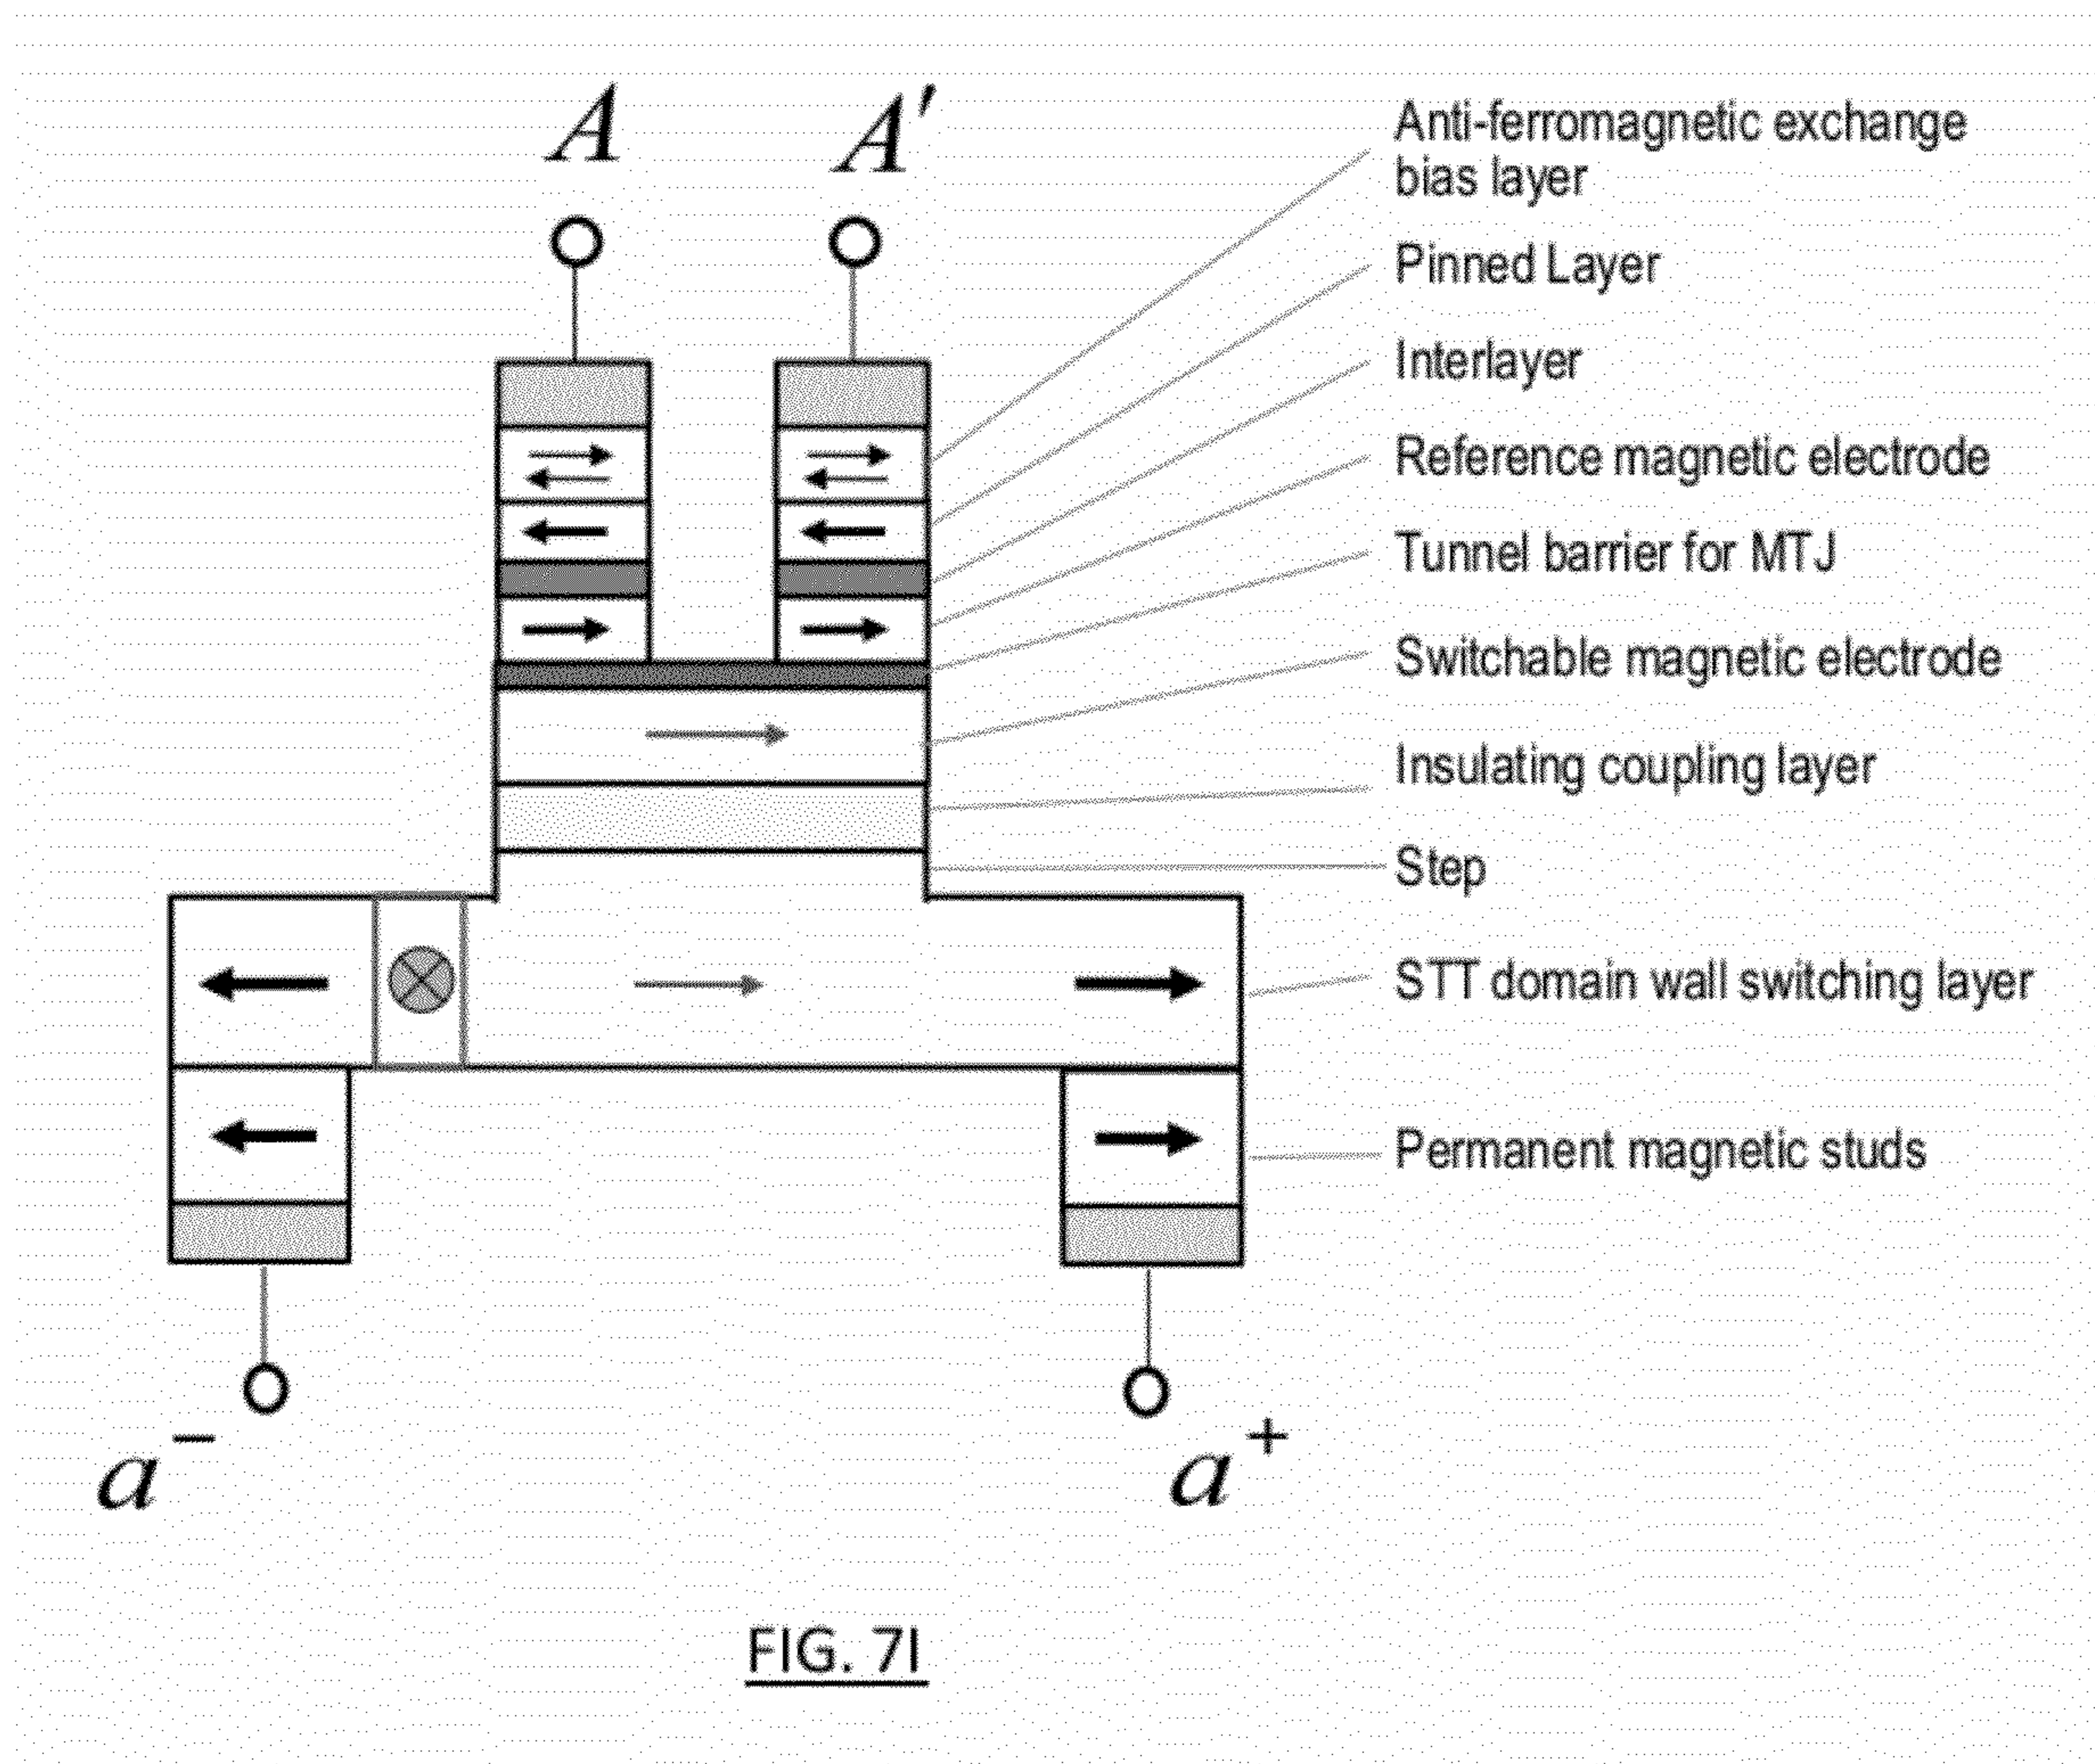 A A′
Anti-ferromagnetic exchange
bias layer
Pinned Layer
Interlayer
Reference magnetic electrode
Tunnel barrier for MTJ
Switchable magnetic electrode
Insulating coupling layer
Step
STT domain wall switching layer
Permanent magnetic studs
a⁻ a⁺
FIG. 7I